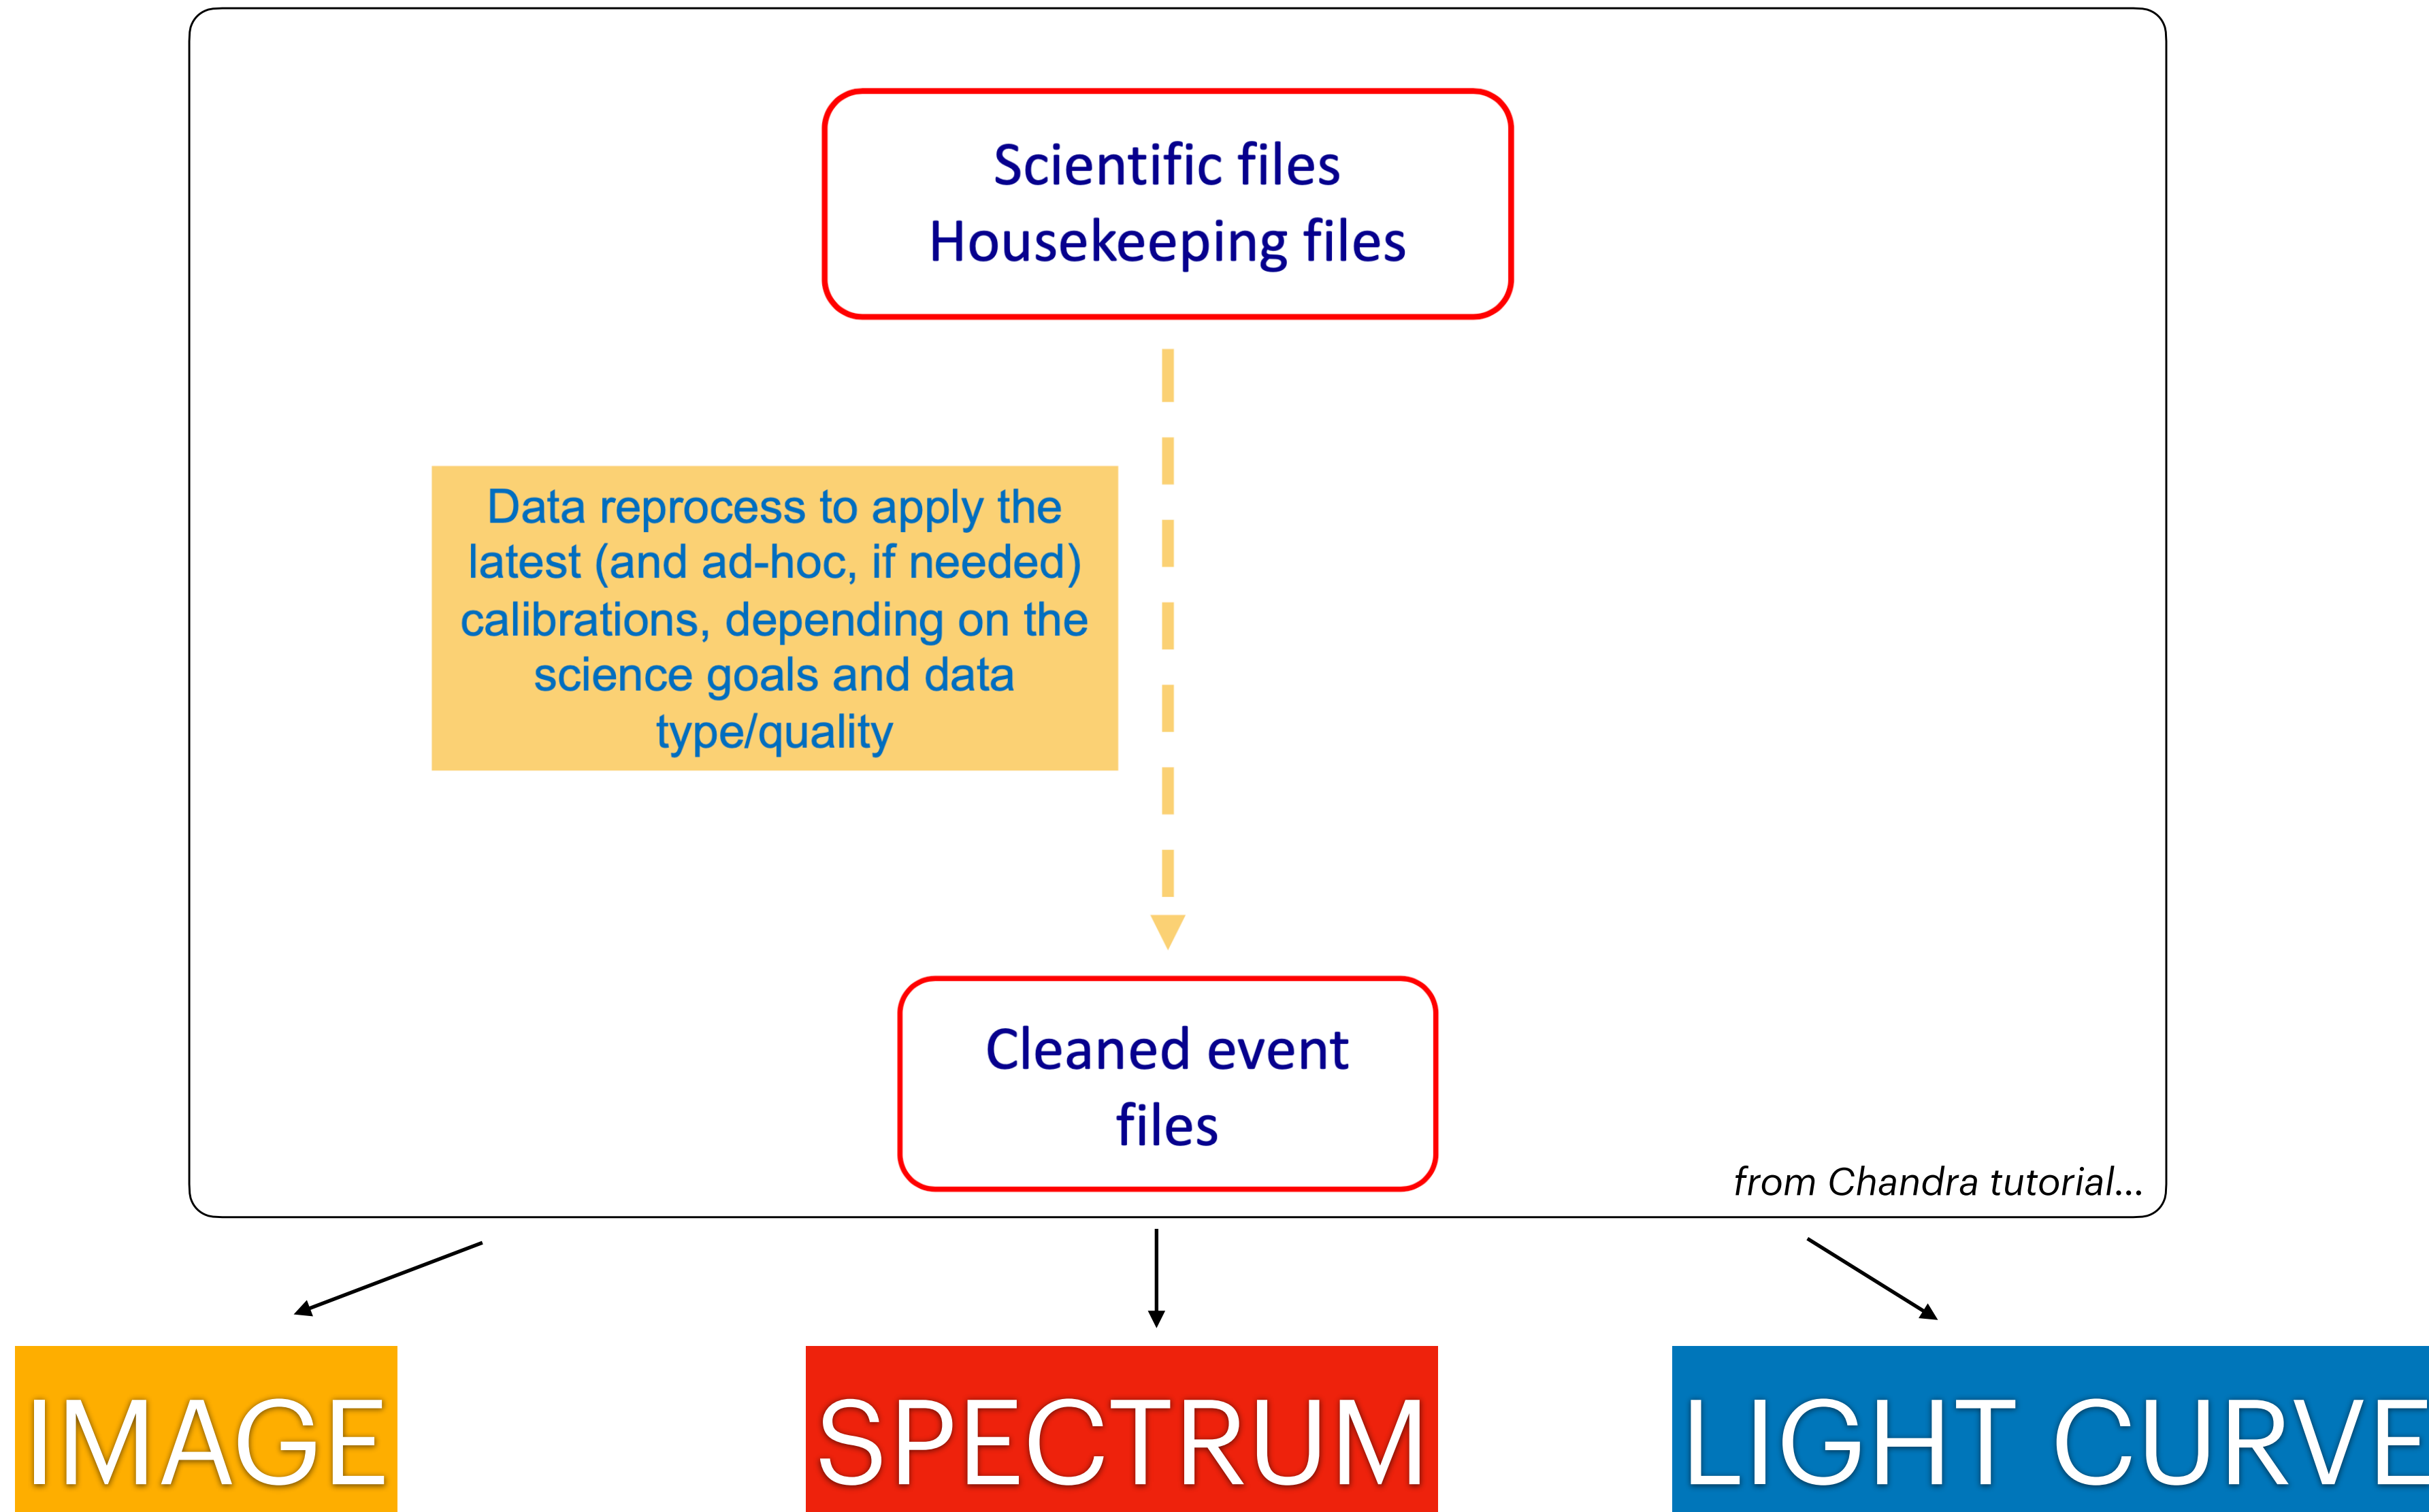 Scientific files
Housekeeping files
Data reprocess to apply the
latest (and ad-hoc, if needed)
calibrations, depending on the
science goals and data
type/quality
Cleaned event
files
from Chandra tutorial...
IMAGE
SPECTRUM
LIGHT CURVE